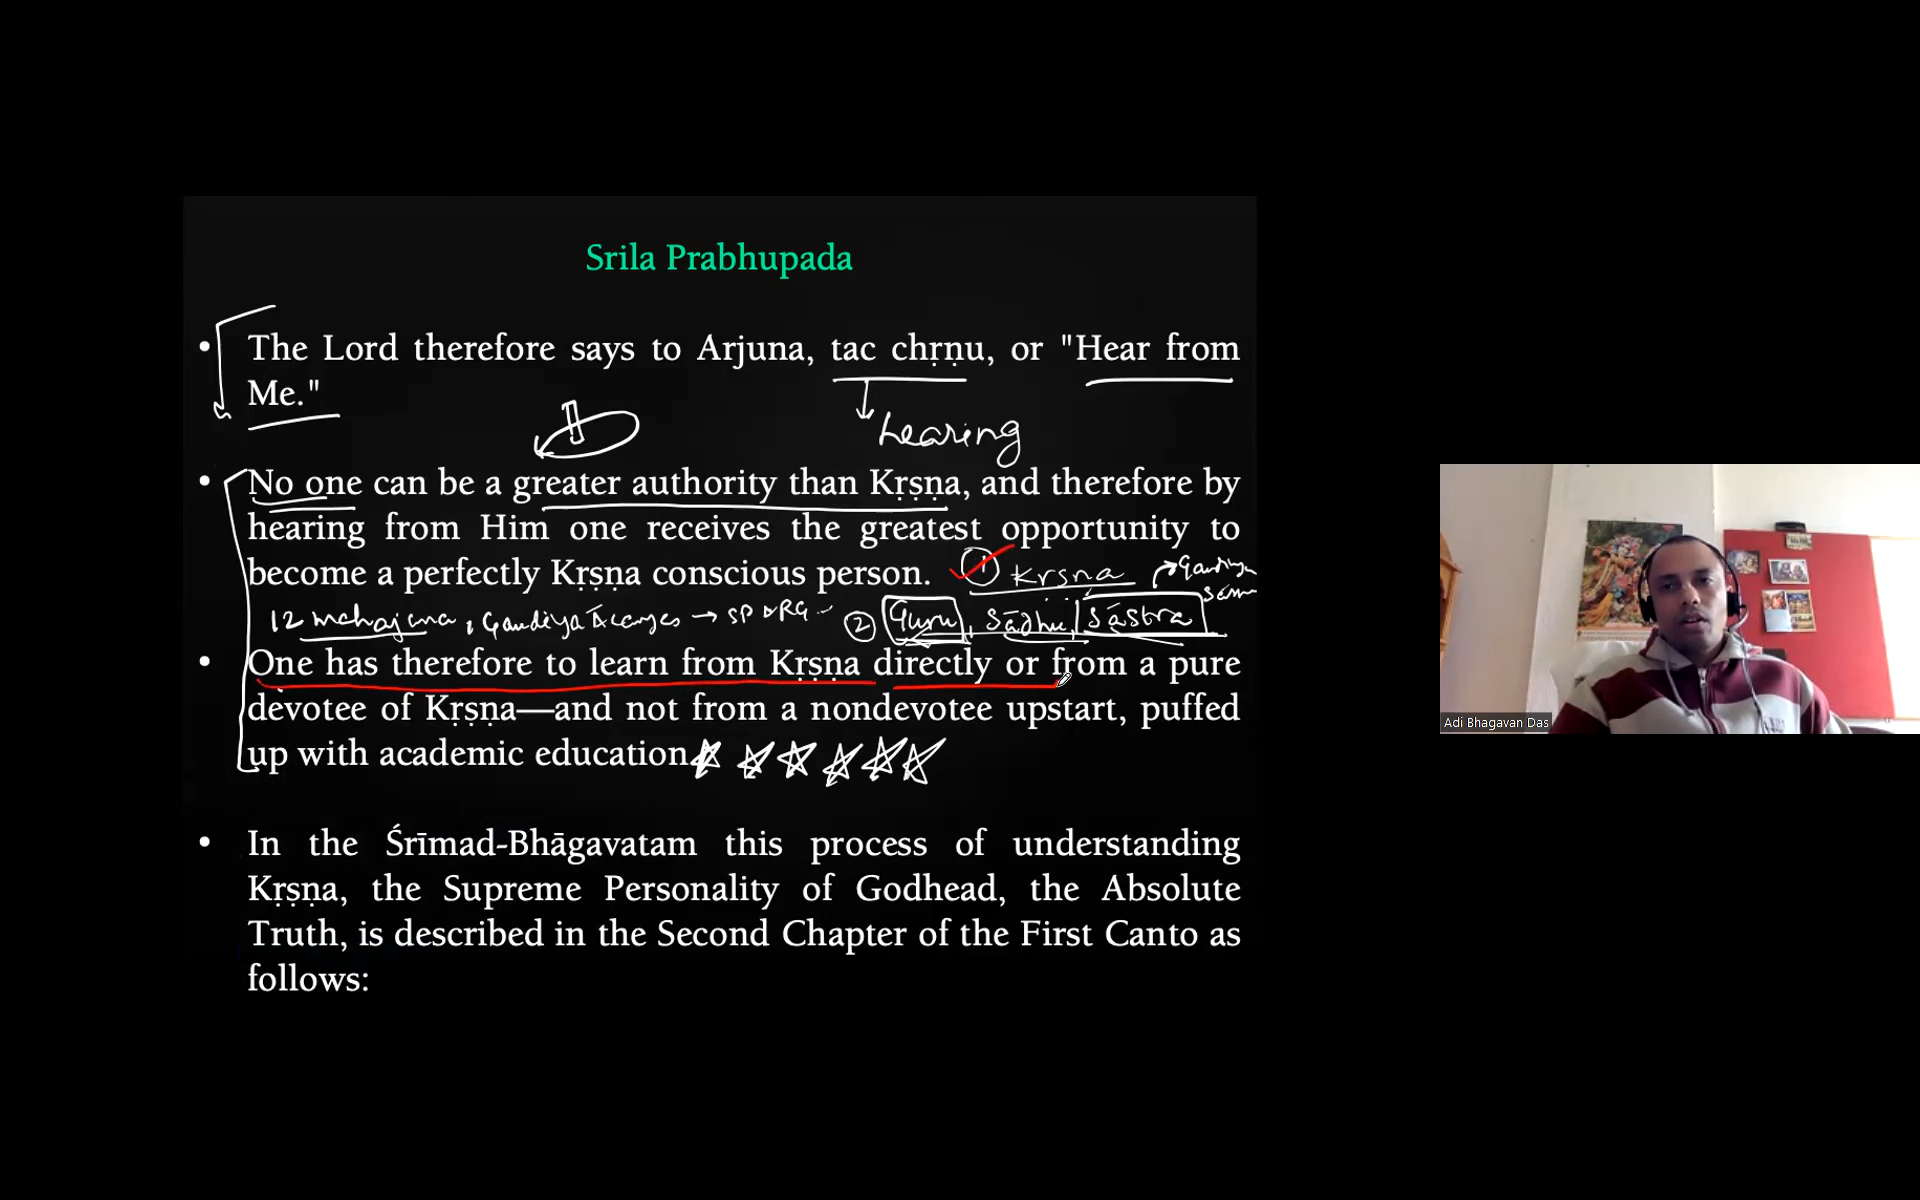 Srila Prabhupada
• The Lord therefore says to Arjuna, tac chṛṇu, or "Hear from
Me."
hearing
• No one can be a greater authority than Kṛṣṇa, and therefore by
hearing from Him one receives the greatest opportunity to
become a perfectly Kṛṣṇa conscious person. ① Krsna
Gaudiya
12 mahajana, Gaudiya Ācaryas → SP ② Guru, Sādhu, Śāstra
• One has therefore to learn from Kṛṣṇa directly or from a pure
devotee of Kṛṣṇa—and not from a nondevotee upstart, puffed
up with academic education
• In the Śrīmad-Bhāgavatam this process of understanding
Kṛṣṇa, the Supreme Personality of Godhead, the Absolute
Truth, is described in the Second Chapter of the First Canto as
follows:
Adi Bhagavan Das